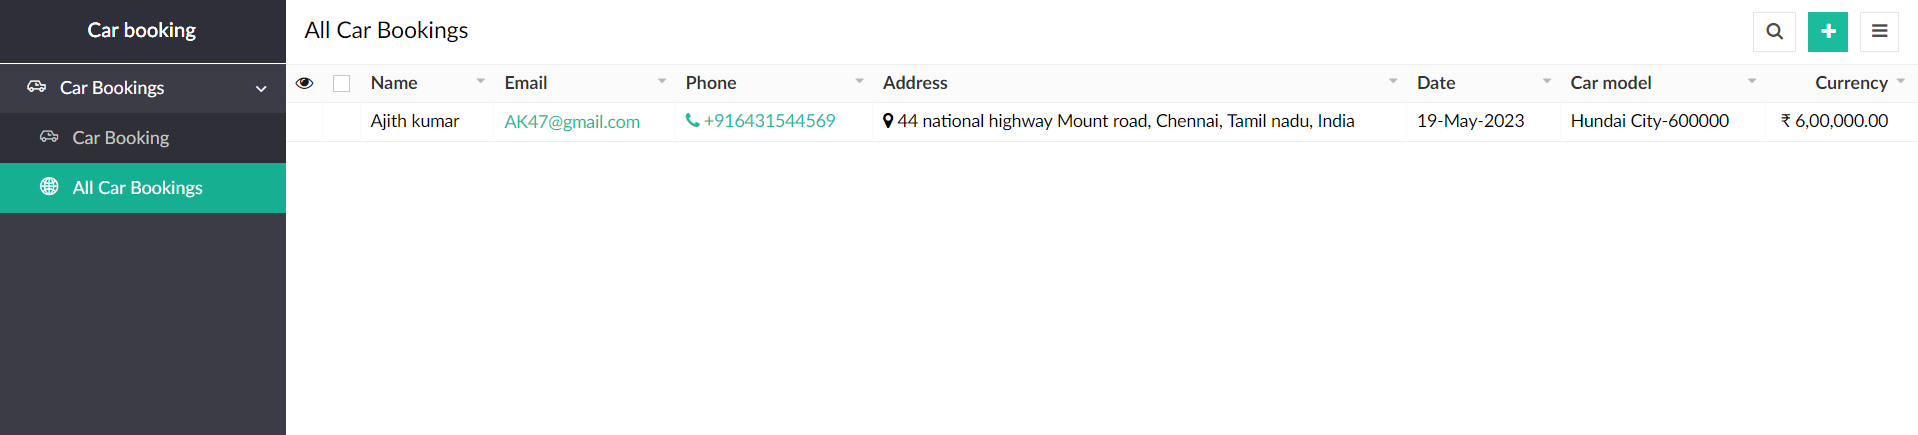 Car booking
All Car Bookings
Car Bookings
Car Booking
All Car Bookings
Name Email Phone Address Date Car model Currency
Ajith kumar AK47@gmail.com +916431544569 44 national highway Mount road, Chennai, Tamil nadu, India 19-May-2023 Hundai City-600000 ₹ 6,00,000.00